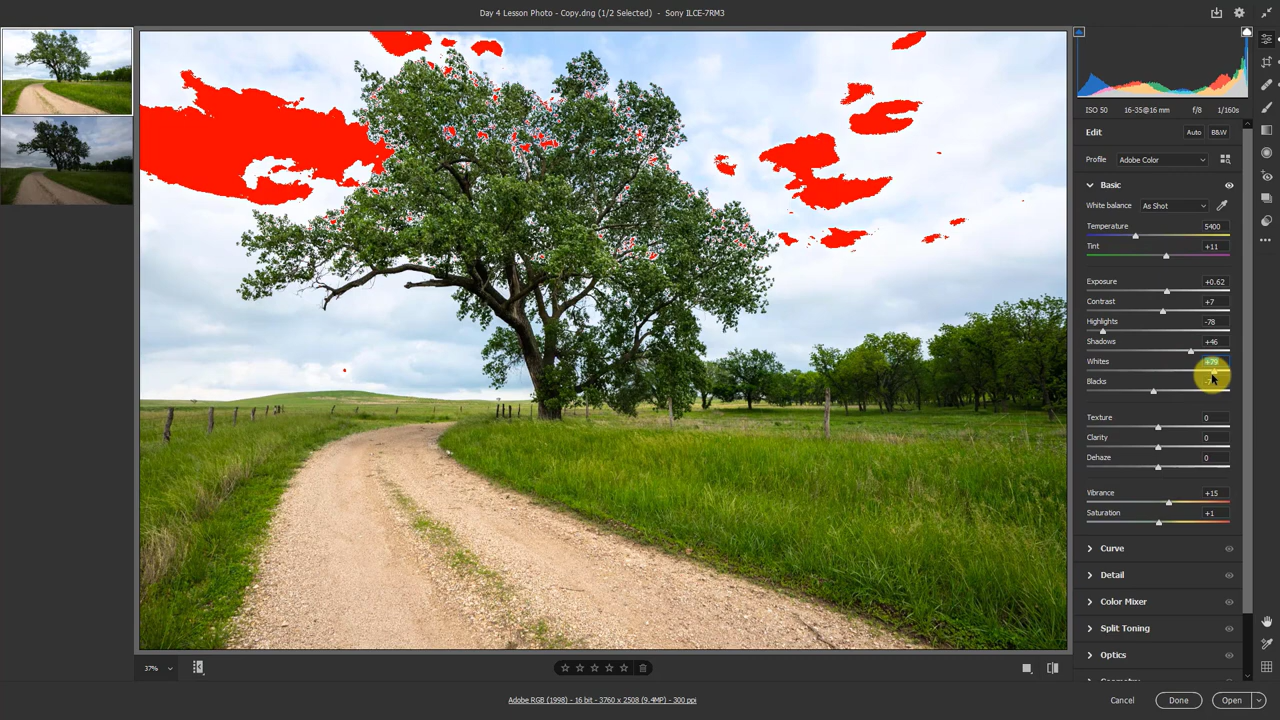 Day 4 Lesson Photo - Copy.dng (1/2 Selected) - Sony ILCE-7RM3
ISO 50 16-35@16 mm f/8 1/160s
Edit Auto B&W
Profile Adobe Color
Basic
White balance As Shot
Temperature 5400
Tint +11
Exposure +0.62
Contrast +7
Highlights -78
Shadows +46
Whites +79
Blacks
Texture 0
Clarity 0
Dehaze 0
Vibrance +15
Saturation +1
Curve
Detail
Color Mixer
Split Toning
Optics
37%
Adobe RGB (1998) - 16 bit - 3760 x 2508 (9.4MP) - 300 ppi
Cancel Done Open